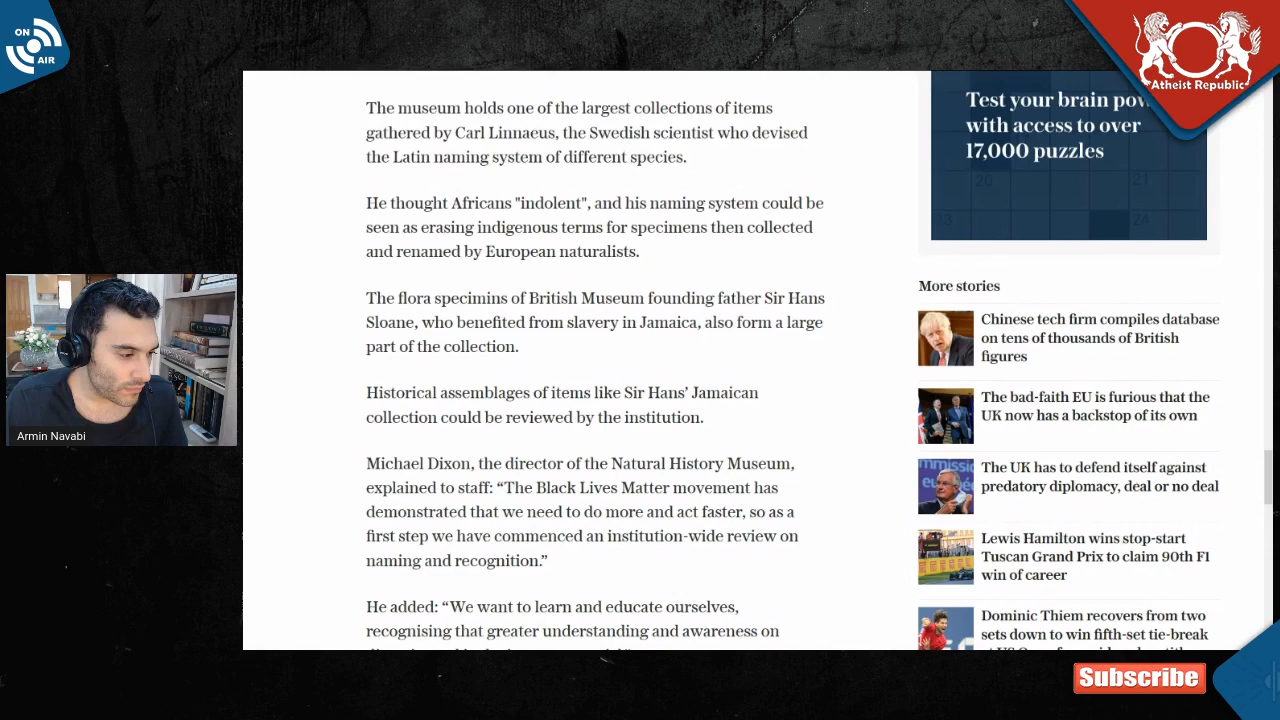 ON
AIR
Atheist Republic
The museum holds one of the largest collections of items
gathered by Carl Linnaeus, the Swedish scientist who devised
the Latin naming system of different species.
He thought Africans "indolent", and his naming system could be
seen as erasing indigenous terms for specimens then collected
and renamed by European naturalists.
The flora specimins of British Museum founding father Sir Hans
Sloane, who benefited from slavery in Jamaica, also form a large
part of the collection.
Historical assemblages of items like Sir Hans’ Jamaican
collection could be reviewed by the institution.
Michael Dixon, the director of the Natural History Museum,
explained to staff: “The Black Lives Matter movement has
demonstrated that we need to do more and act faster, so as a
first step we have commenced an institution-wide review on
naming and recognition.”
He added: “We want to learn and educate ourselves,
recognising that greater understanding and awareness on
Test your brain
with access to over
17,000 puzzles
20
21
24
More stories
Chinese tech firm compiles database
on tens of thousands of British
figures
The bad-faith EU is furious that the
UK now has a backstop of its own
The UK has to defend itself against
predatory diplomacy, deal or no deal
Lewis Hamilton wins stop-start
Tuscan Grand Prix to claim 90th F1
win of career
Dominic Thiem recovers from two
sets down to win fifth-set tie-break
Armin Navabi
Subscribe